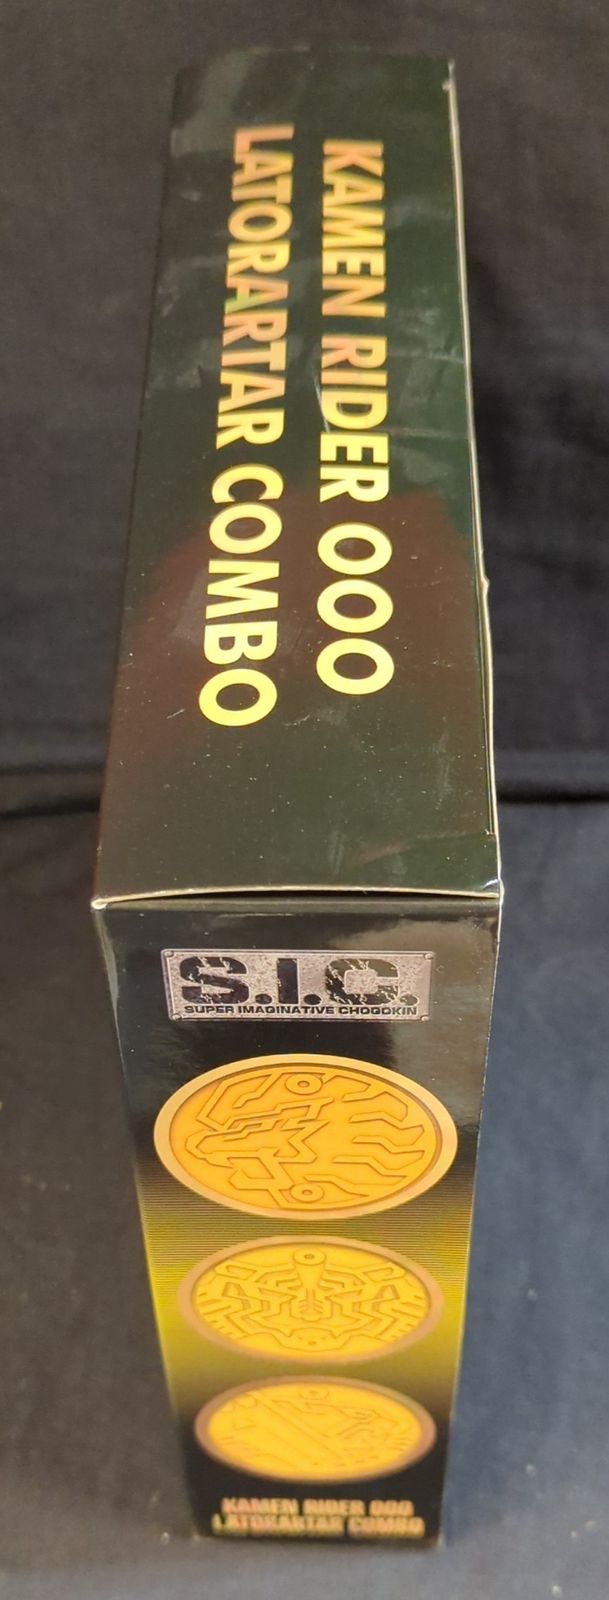 KAMEN RIDER OOO
LATORARTAR COMBO
S.I.C.
SUPER IMAGINATIVE CHOGOKIN
KAMEN RIDER OOO
LATORARTAR COMBO